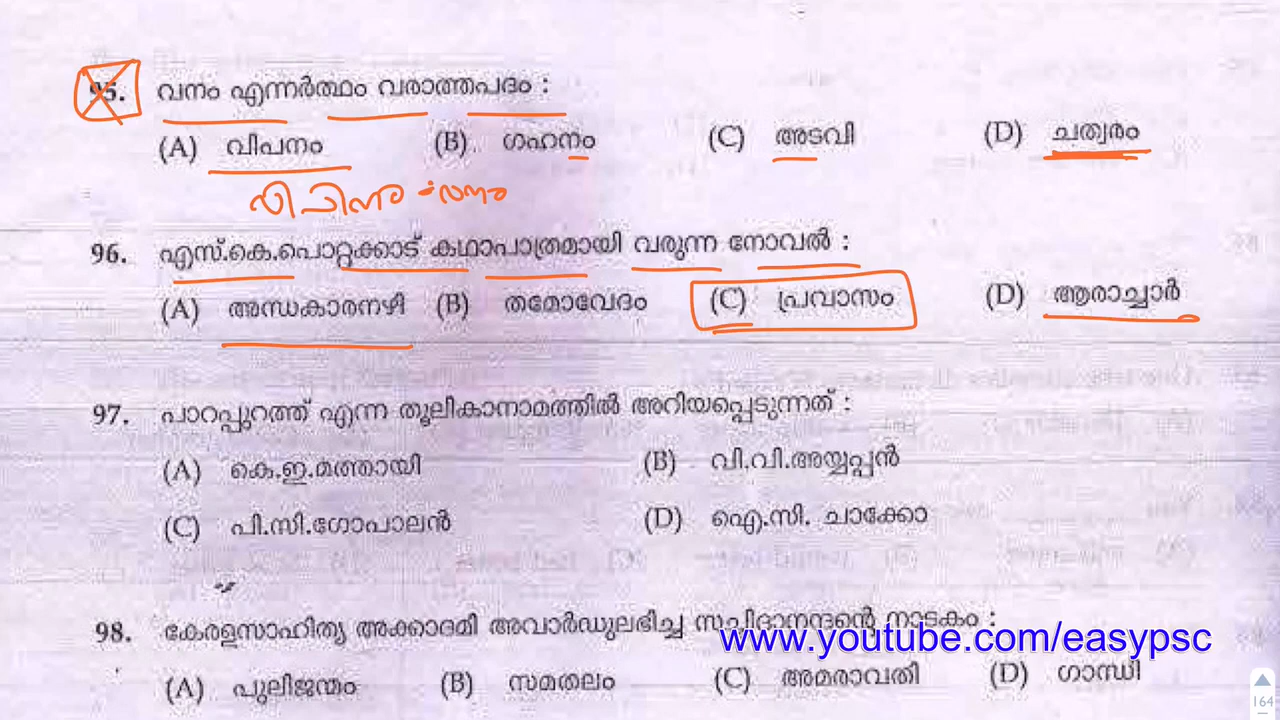 95. വനം എന്നർത്ഥം വരാത്തപദം :
(A) വിപനം (B) ഗഹനം (C) അടവി (D) ചത്വരം
വിപിനം വനം
96. എസ്.കെ.പൊറ്റക്കാട് കഥാപാത്രമായി വരുന്ന നോവൽ :
(A) അന്ധകാരനഴി (B) തമോവേദം (C) പ്രവാസം (D) ആരാച്ചാർ
97. പാറപ്പുറത്ത് എന്ന തൂലികാനാമത്തിൽ അറിയപ്പെടുന്നത് :
(A) കെ.ഇ.മത്തായി (B) വി.വി.അയ്യപ്പൻ
(C) പി.സി.ഗോപാലൻ (D) ഐ.സി. ചാക്കോ
98. കേരളസാഹിത്യ അക്കാദമി അവാർഡുലഭിച്ച സച്ചിദാനന്ദന്റെ നാടകം :
www.youtube.com/easypsc
(A) പുലിജന്മം (B) സമതലം (C) അമരാവതി (D) ഗാന്ധി
164